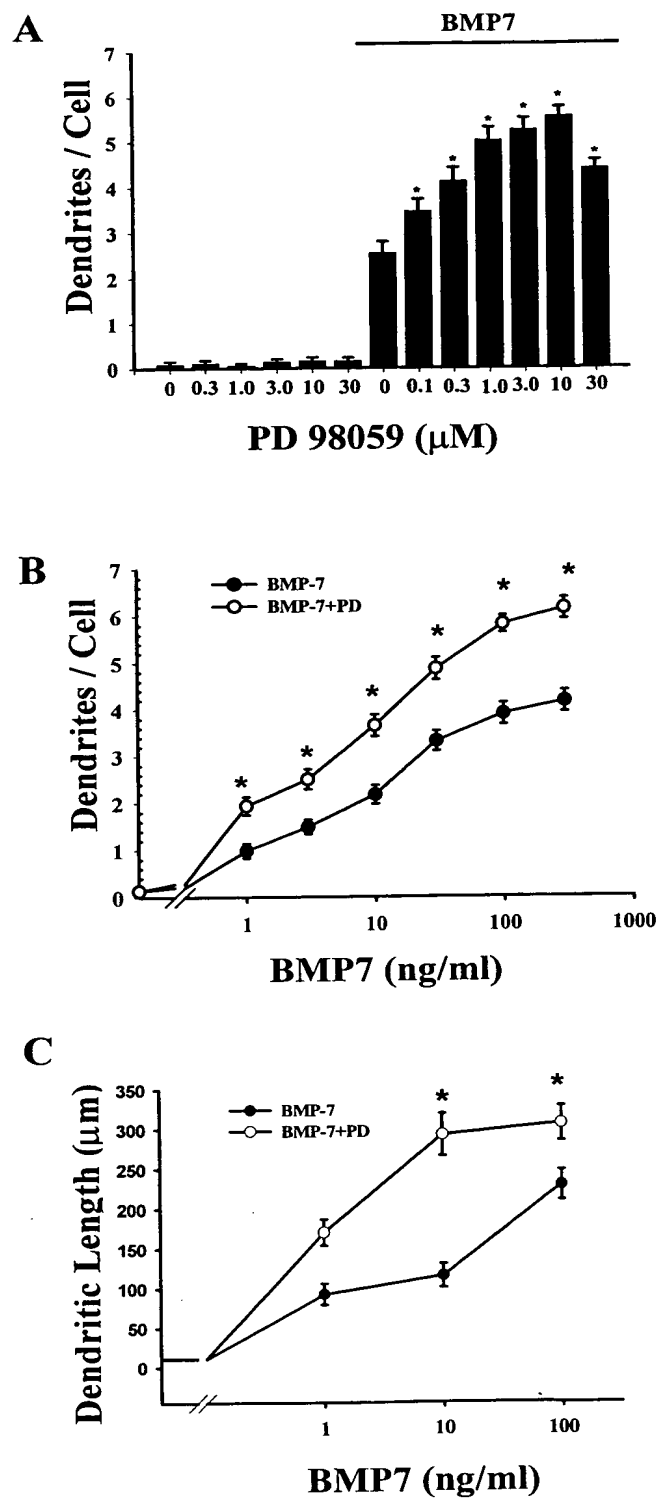 A
BMP7
7
6
5
4
3
2
1
0
Dendrites / Cell
* * * * * *
0 0.3 1.0 3.0 10 30 0 0.1 0.3 1.0 3.0 10 30
PD 98059 (μM)
B
7
6
5
4
3
2
1
0
Dendrites / Cell
BMP-7
BMP-7+PD
* * * * * *
1 10 100 1000
BMP7 (ng/ml)
C
350
300
250
200
150
100
50
0
Dendritic Length (μm)
BMP-7
BMP-7+PD
* *
1 10 100
BMP7 (ng/ml)